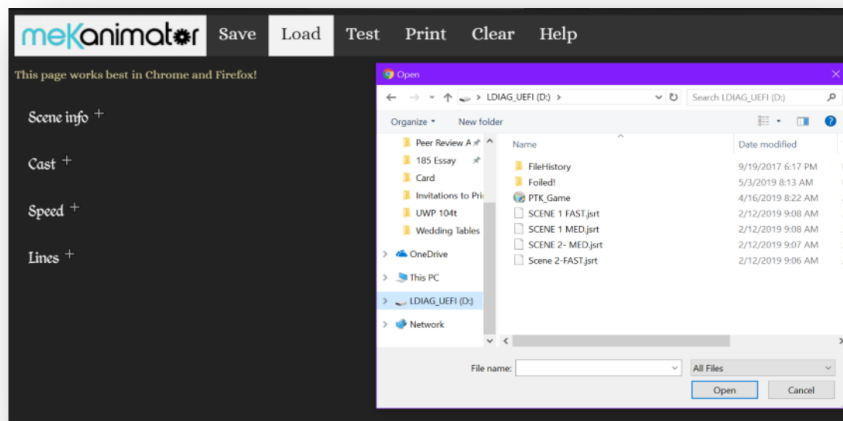 meKanimator Save Load Test Print Clear Help
This page works best in Chrome and Firefox!
Scene info +
Cast +
Speed +
Lines +
Open
LDIAG_UEFI (D:)
Search LDIAG_UEFI (D:)
Organize
New folder
Peer Review A
185 Essay
Card
Invitations to Pri
UWP 104t
Wedding Tables
OneDrive
This PC
LDIAG_UEFI (D:)
Network
Name Date modified
FileHistory 9/19/2017 6:17 PM
Foiled! 5/3/2019 8:13 AM
PTK_Game 4/16/2019 8:22 AM
SCENE 1 FAST.jsrt 2/12/2019 9:08 AM
SCENE 1 MED.jsrt 2/12/2019 9:08 AM
SCENE 2- MED.jsrt 2/12/2019 9:07 AM
Scene 2-FAST.jsrt 2/12/2019 9:06 AM
File name: All Files
Open Cancel